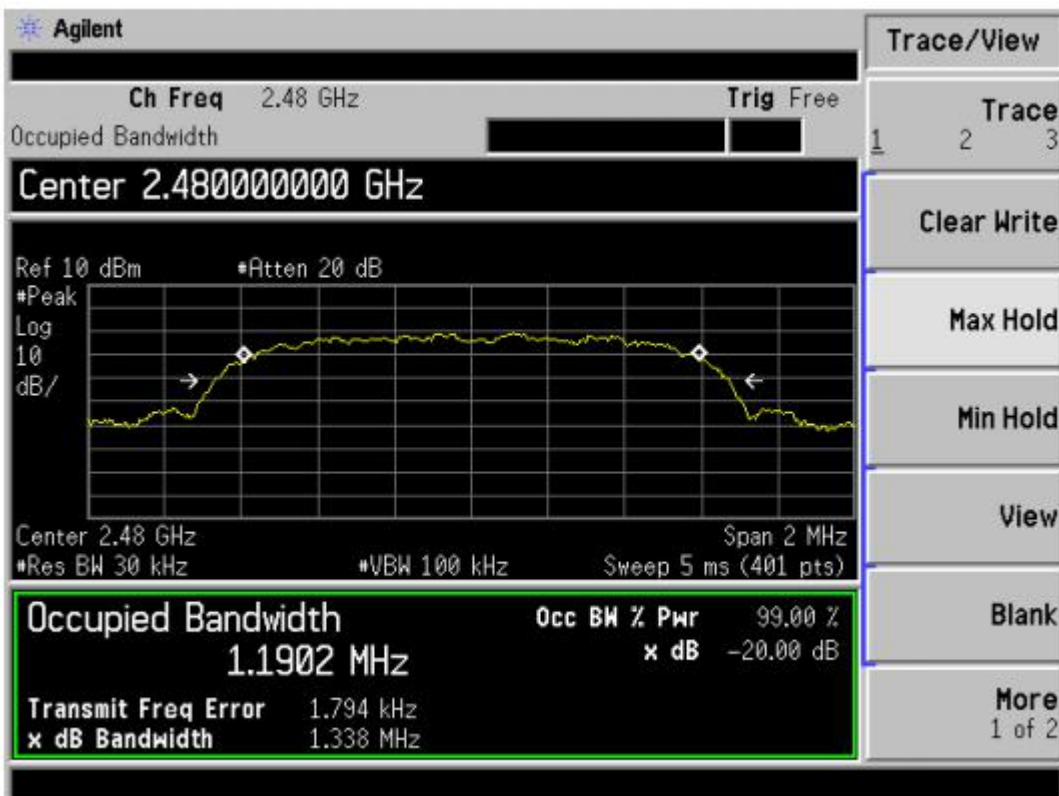 Agilent
Trace/View
Ch Freq 2.48 GHz Trig Free
Occupied Bandwidth
Trace
1 2 3
Center 2.480000000 GHz
Clear Write
Ref 10 dBm #Atten 20 dB
#Peak
Log
10
dB/
Max Hold
Min Hold
View
Center 2.48 GHz Span 2 MHz
#Res BW 30 kHz #VBW 100 kHz Sweep 5 ms (401 pts)
Occupied Bandwidth
1.1902 MHz
Occ BW % Pwr 99.00 %
x dB -20.00 dB
Blank
Transmit Freq Error 1.794 kHz
x dB Bandwidth 1.338 MHz
More
1 of 2